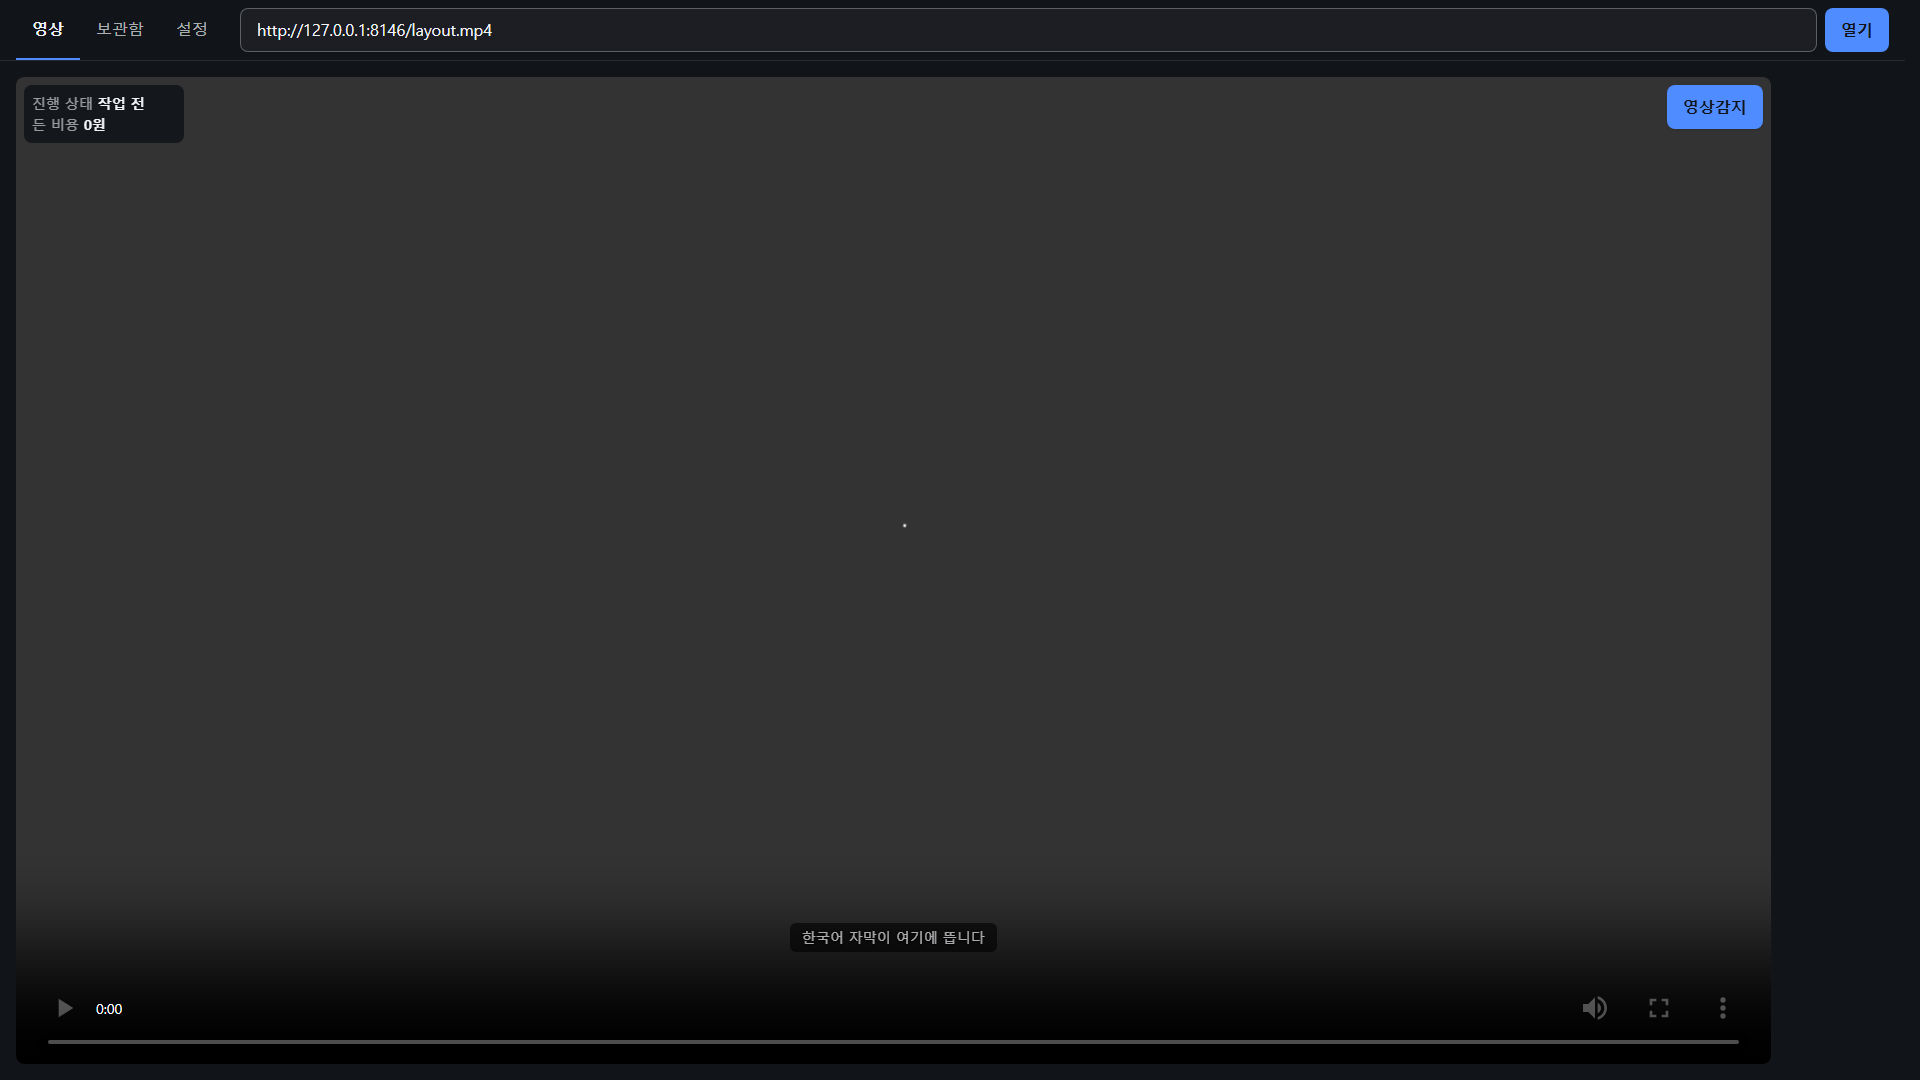 영상 보관함 설정 http://127.0.0.1:8146/layout.mp4 열기
진행 상태 작업 전
든 비용 0원
영상감지
한국어 자막이 여기에 뜹니다
0:00